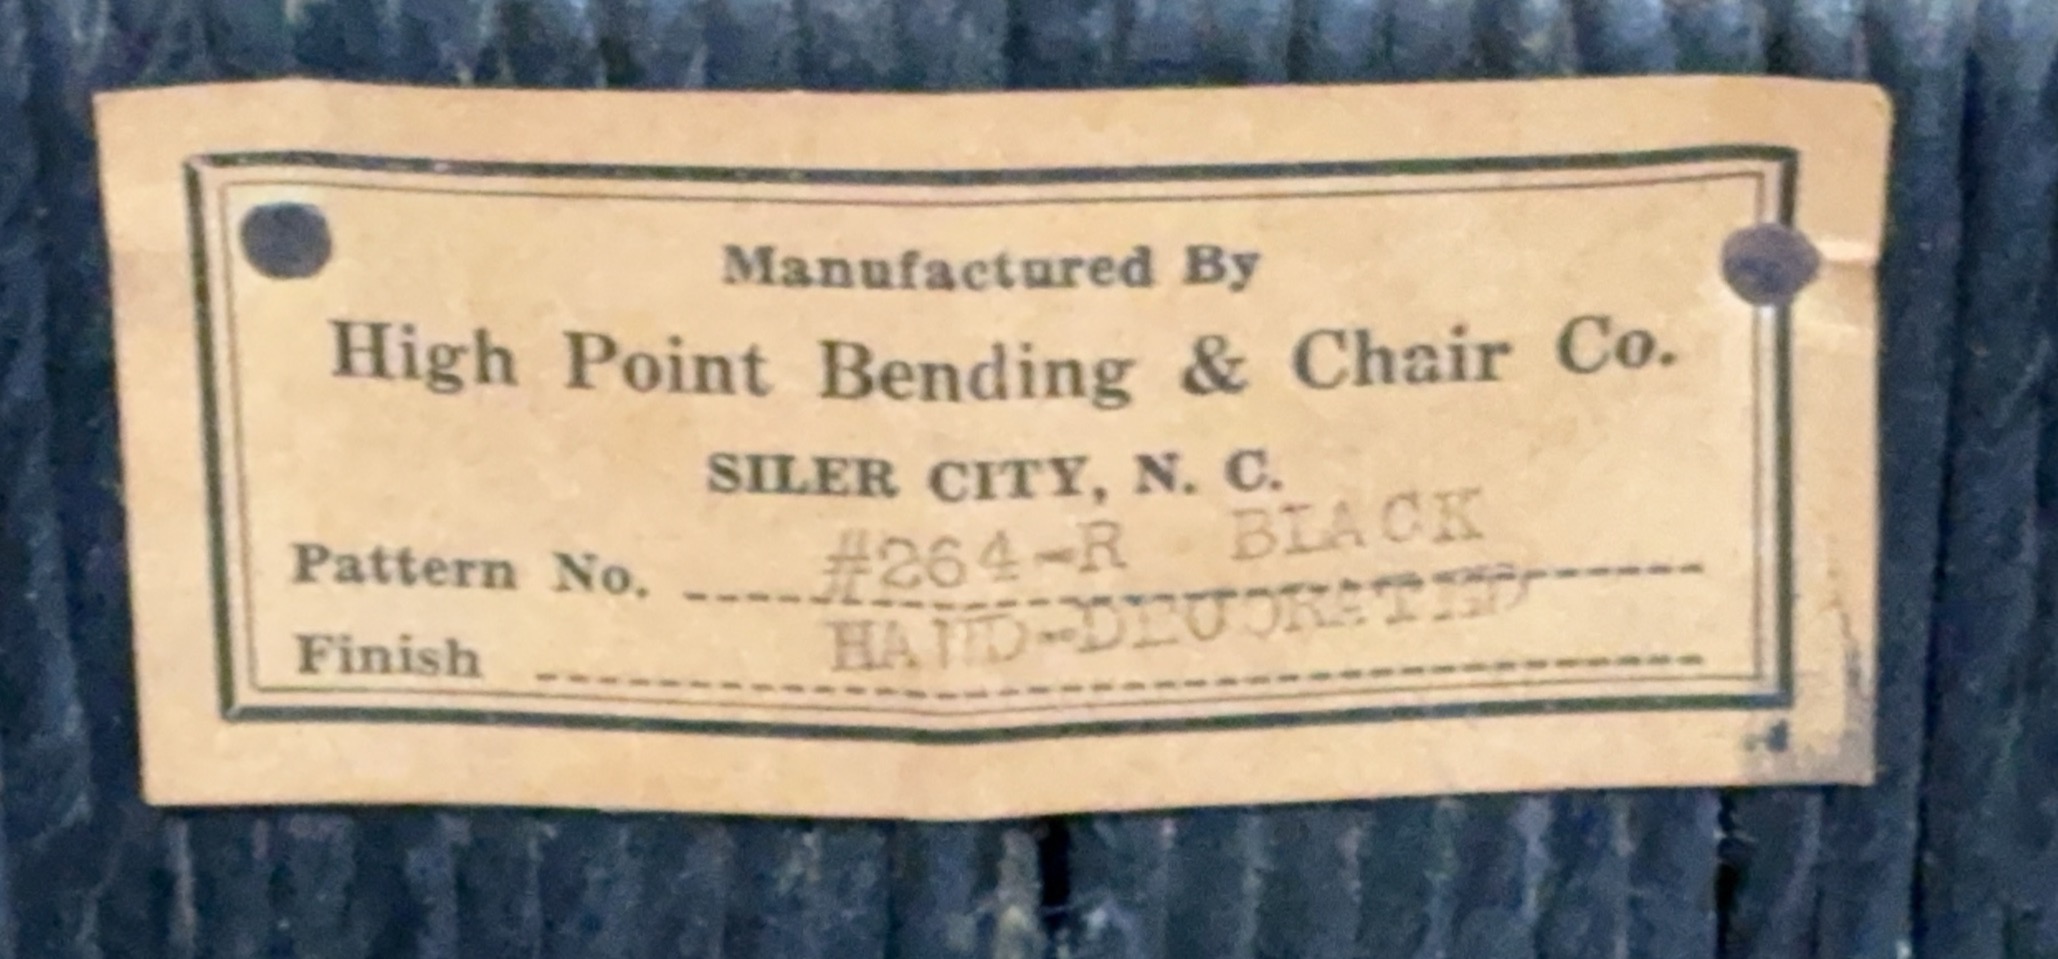 Manufactured By
High Point Bending & Chair Co.
SILER CITY, N. C.
Pattern No. #264-R BLACK
Finish HAND-DECORATED